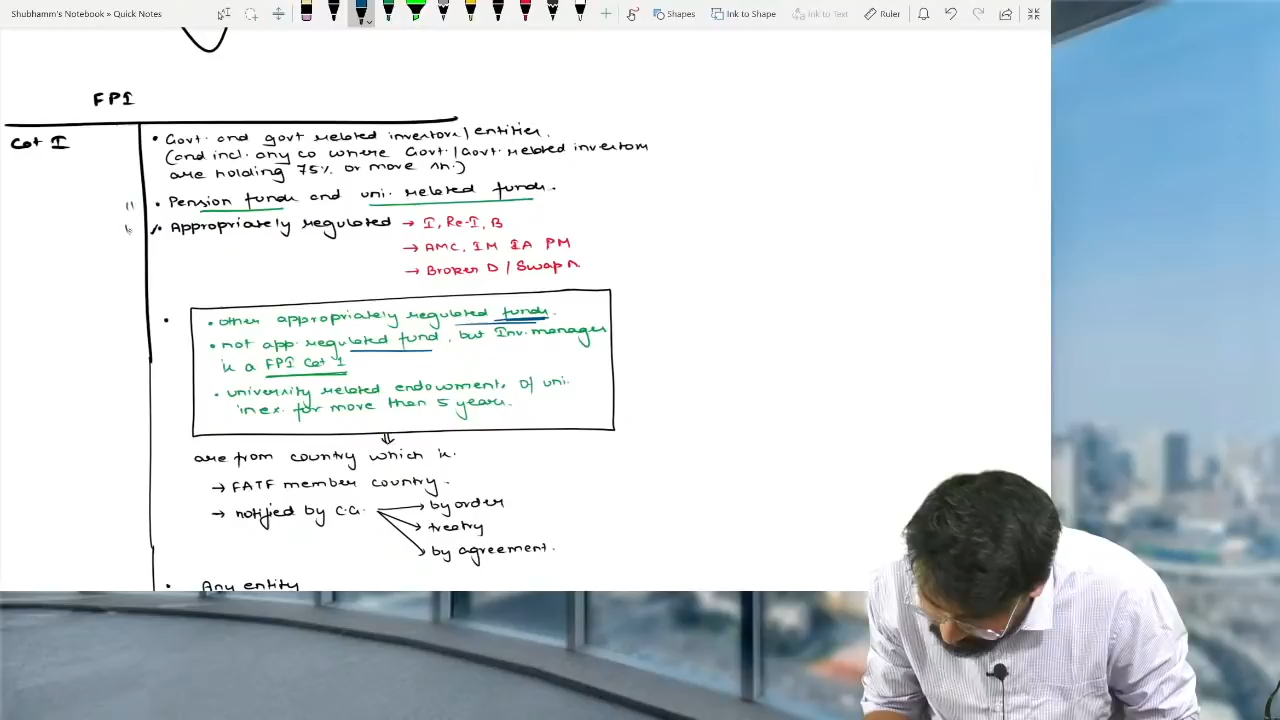 Shubhamm's Notebook » Quick Notes
Shapes Ink to Shape Ink to Text Ruler
FPI
Cat I
• Govt. and govt related investors/entities.
(and incl. any co where Govt./Govt. related investors
are holding 75% or more sh.)
• Pension funds and uni. related funds.
• Appropriately regulated → I, Re-I, B
→ AMC, IM IA PM
→ Broker D / Swap
• other appropriately regulated funds.
• not app. regulated fund, but Inv. manager
is a FPI Cat 1
• university related endowments of uni.
in ex. for more than 5 years.
are from country which is.
→ FATF member country.
→ notified by C.G. → by order
→ treaty
→ by agreement.
• Any entity